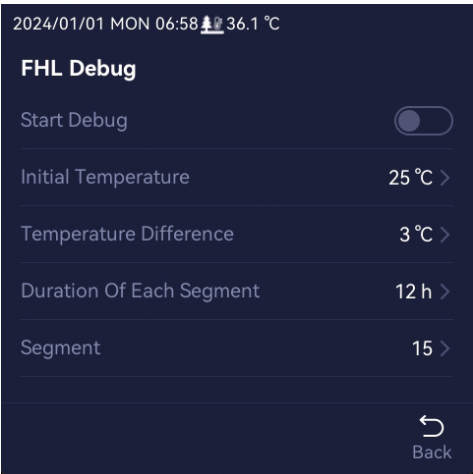 2024/01/01 MON 06:58 36.1 ℃
FHL Debug
Start Debug
Initial Temperature 25 ℃
Temperature Difference 3 ℃
Duration Of Each Segment 12 h
Segment 15
Back